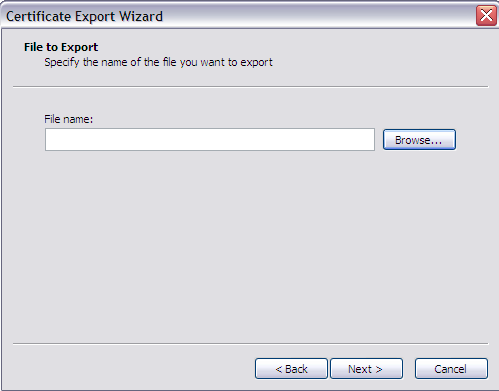 Certificate Export Wizard
File to Export
Specify the name of the file you want to export
File name:
Browse...
< Back Next > Cancel